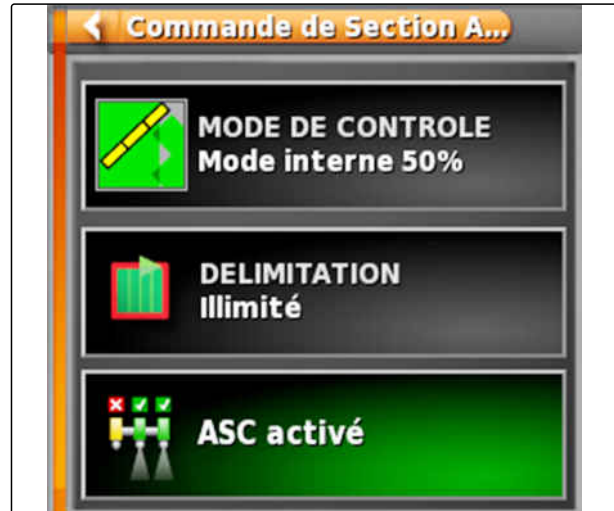 Commande de Section A...
MODE DE CONTROLE
Mode interne 50%
DELIMITATION
Illimité
ASC activé